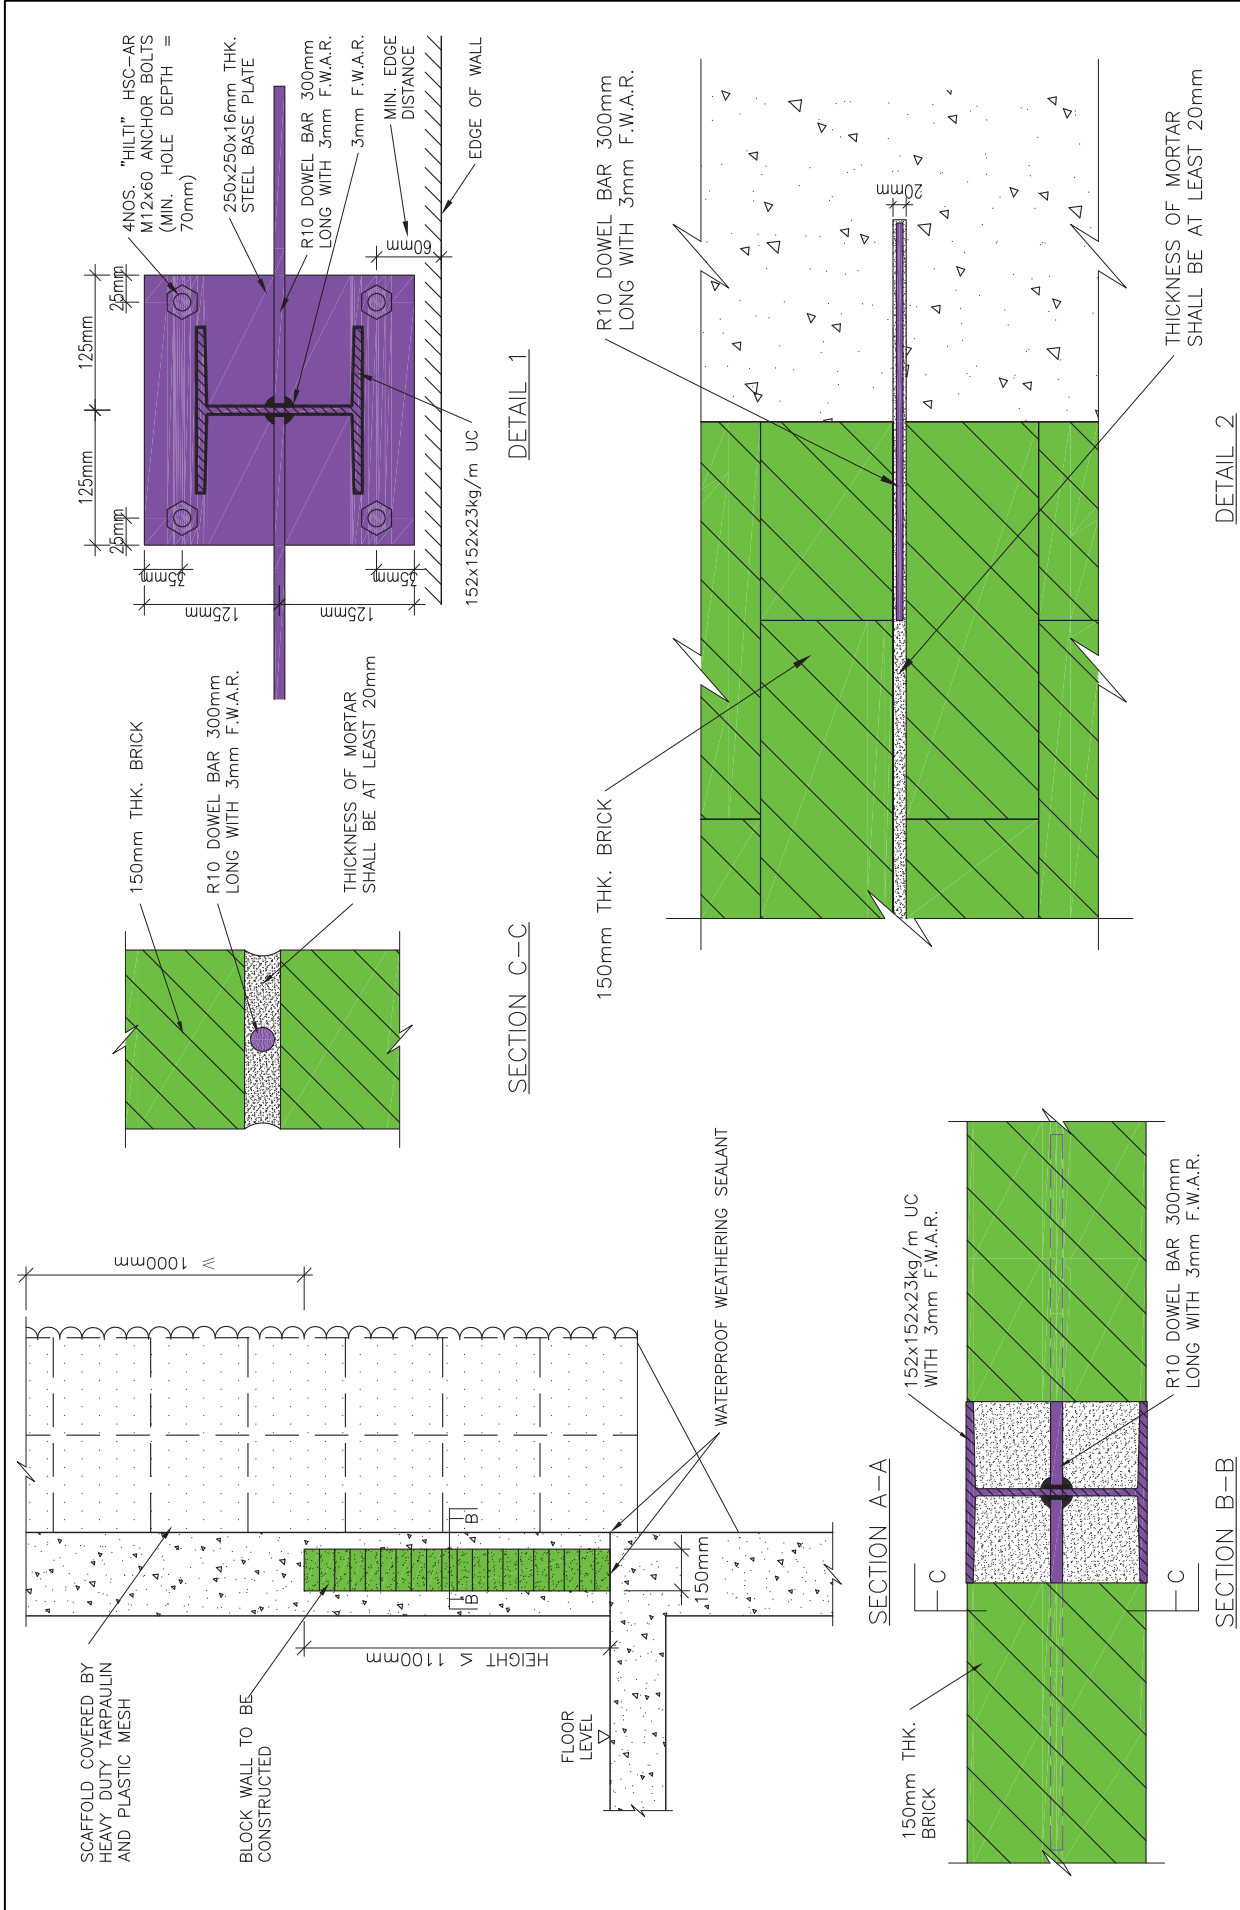 SCAFFOLD COVERED BY
HEAVY DUTY TARPAULIN
AND PLASTIC MESH
BLOCK WALL TO BE
CONSTRUCTED
HEIGHT ≤ 1100mm
≥ 1000mm
FLOOR
LEVEL
B
B
150mm
WATERPROOF WEATHERING SEALANT
SECTION A-A
150mm THK. BRICK
R10 DOWEL BAR 300mm
LONG WITH 3mm F.W.A.R.
THICKNESS OF MORTAR
SHALL BE AT LEAST 20mm
SECTION C-C
4NOS. "HILTI" HSC-AR
M12x60 ANCHOR BOLTS
(MIN. HOLE DEPTH =
70mm)
250x250x16mm THK.
STEEL BASE PLATE
R10 DOWEL BAR 300mm
LONG WITH 3mm F.W.A.R.
3mm F.W.A.R.
MIN. EDGE
DISTANCE
EDGE OF WALL
125mm
125mm
25mm
25mm
35mm
125mm
125mm
35mm
60mm
152x152x23kg/m UC
DETAIL 1
150mm THK.
BRICK
152x152x23kg/m UC
WITH 3mm F.W.A.R.
R10 DOWEL BAR 300mm
LONG WITH 3mm F.W.A.R.
C
C
SECTION B-B
150mm THK. BRICK
R10 DOWEL BAR 300mm
LONG WITH 3mm F.W.A.R.
20mm
THICKNESS OF MORTAR
SHALL BE AT LEAST 20mm
DETAIL 2